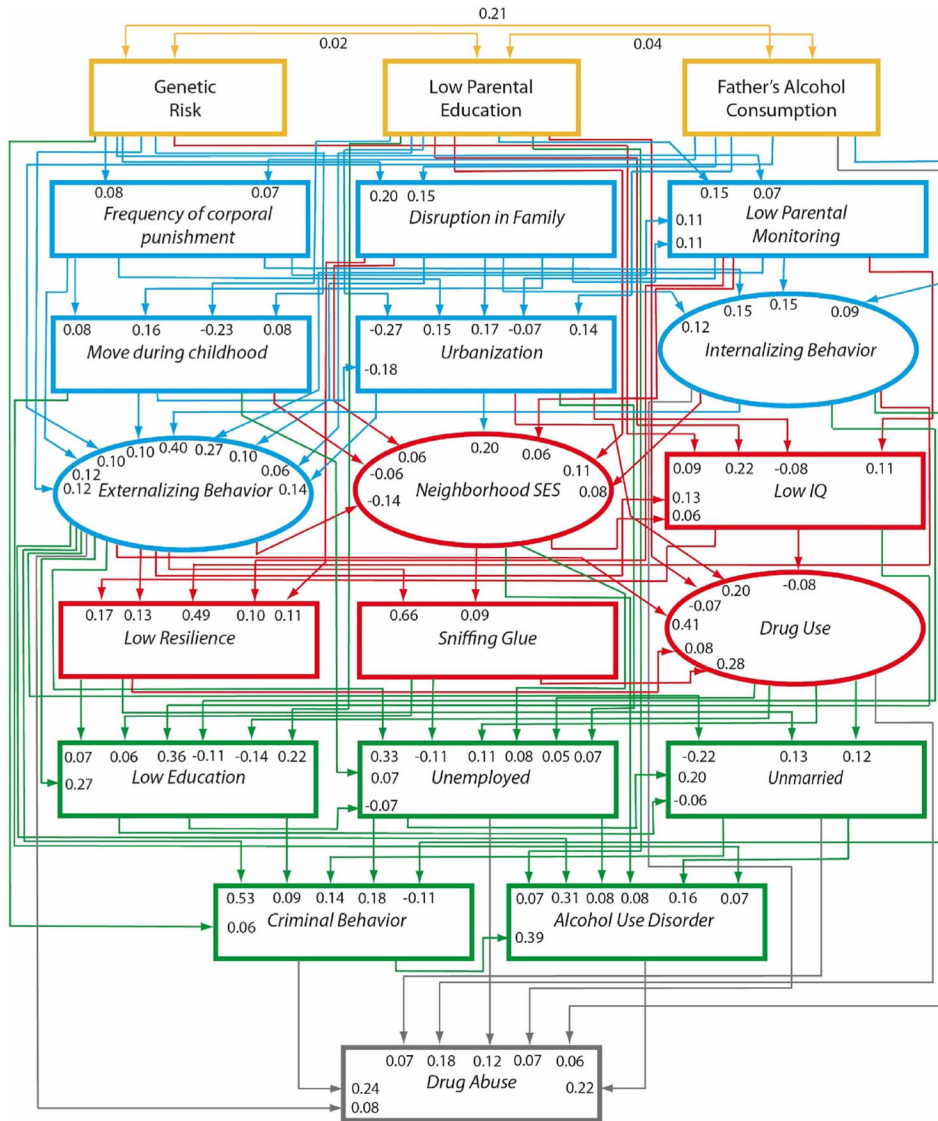 0.21
0.02
0.04
Genetic
Risk
Low Parental
Education
Father's Alcohol
Consumption
0.08
0.07
Frequency of corporal
punishment
0.20 0.15
Disruption in Family
0.15 0.07
0.11
0.11
Low Parental
Monitoring
0.08 0.16 -0.23 0.08
Move during childhood
-0.27 0.15 0.17 -0.07 0.14
-0.18
Urbanization
0.12 0.15 0.15 0.09
Internalizing Behavior
0.12 0.12 0.10 0.10 0.40 0.27 0.10 0.06 0.14
Externalizing Behavior
-0.14 -0.06 0.06 0.20 0.06 0.11 0.08
Neighborhood SES
0.09 0.22 -0.08 0.11
0.13
0.06
Low IQ
0.17 0.13 0.49 0.10 0.11
Low Resilience
0.66 0.09
Sniffing Glue
-0.07 0.20 -0.08
0.41
0.08
0.28
Drug Use
0.07 0.06 0.36 -0.11 -0.14 0.22
0.27
Low Education
0.33 -0.11 0.11 0.08 0.05 0.07
0.07
-0.07
Unemployed
-0.22 0.13 0.12
0.20
-0.06
Unmarried
0.53 0.09 0.14 0.18 -0.11
0.06
Criminal Behavior
0.07 0.31 0.08 0.08 0.16 0.07
0.39
Alcohol Use Disorder
0.07 0.18 0.12 0.07 0.06
Drug Abuse
0.24 0.22
0.08